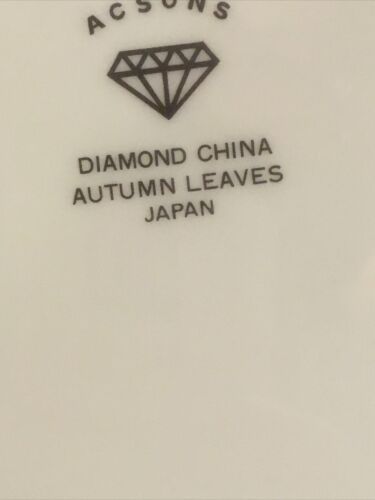 ACSONS
DIAMOND CHINA
AUTUMN LEAVES
JAPAN